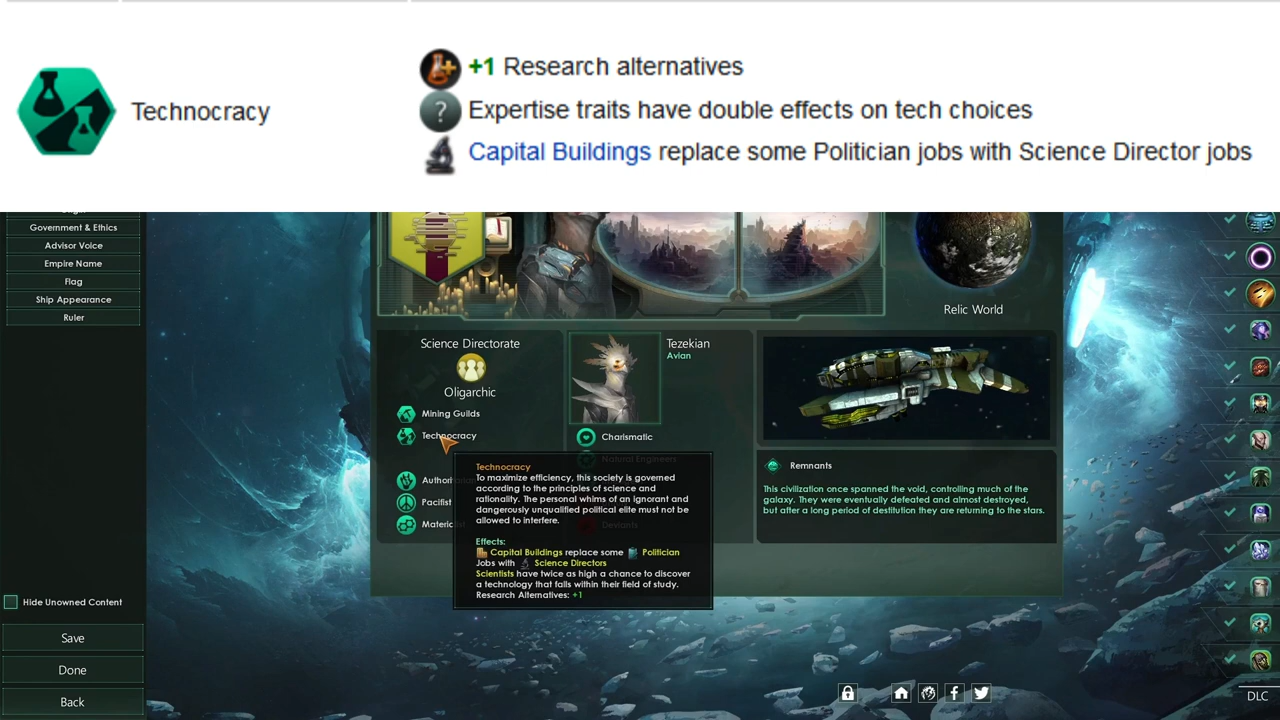 +1 Research alternatives
Technocracy
Expertise traits have double effects on tech choices
Capital Buildings replace some Politician jobs with Science Director jobs
Government & Ethics
Advisor Voice
Empire Name
Flag
Ship Appearance
Ruler
Relic World
Science Directorate
Oligarchic
Mining Guilds
Technocracy
Tezekian
Avian
Charismatic
Natural Engineers
Pacifist
Deviants
Technocracy
To maximize efficiency, this society is governed
according to the principles of science and
rationality. The personal whims of an ignorant and
dangerously unqualified political elite must not be
allowed to interfere.
Effects:
Capital Buildings replace some Politician
Jobs with Science Directors
Scientists have twice as high a chance to discover
a technology that falls within their field of study.
Research Alternatives: +1
Remnants
This civilization once spanned the void, controlling much of the
galaxy. They were eventually defeated and almost destroyed,
but after a long period of destitution they are returning to the stars.
Hide Unowned Content
Save
Done
Back
DLC